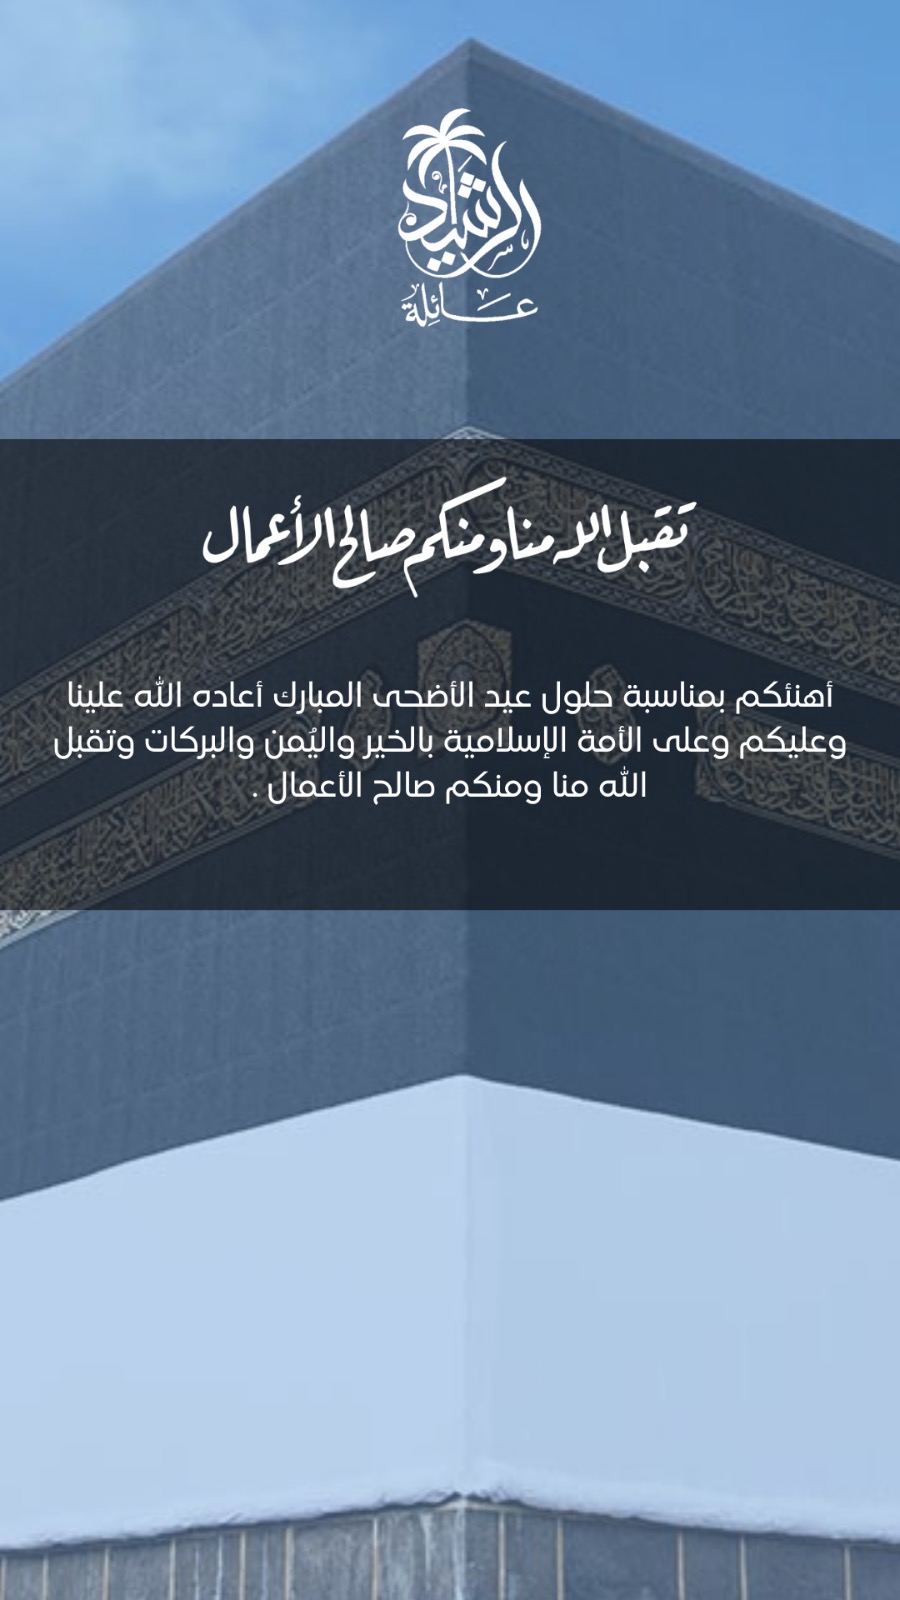 الرشيد
عائلة
تقبل الله منا ومنكم صالح الأعمال
أهنئكم بمناسبة حلول عيد الأضحى المبارك أعاده الله علينا
وعليكم وعلى الأمة الإسلامية بالخير واليُمن والبركات وتقبل
الله منا ومنكم صالح الأعمال .